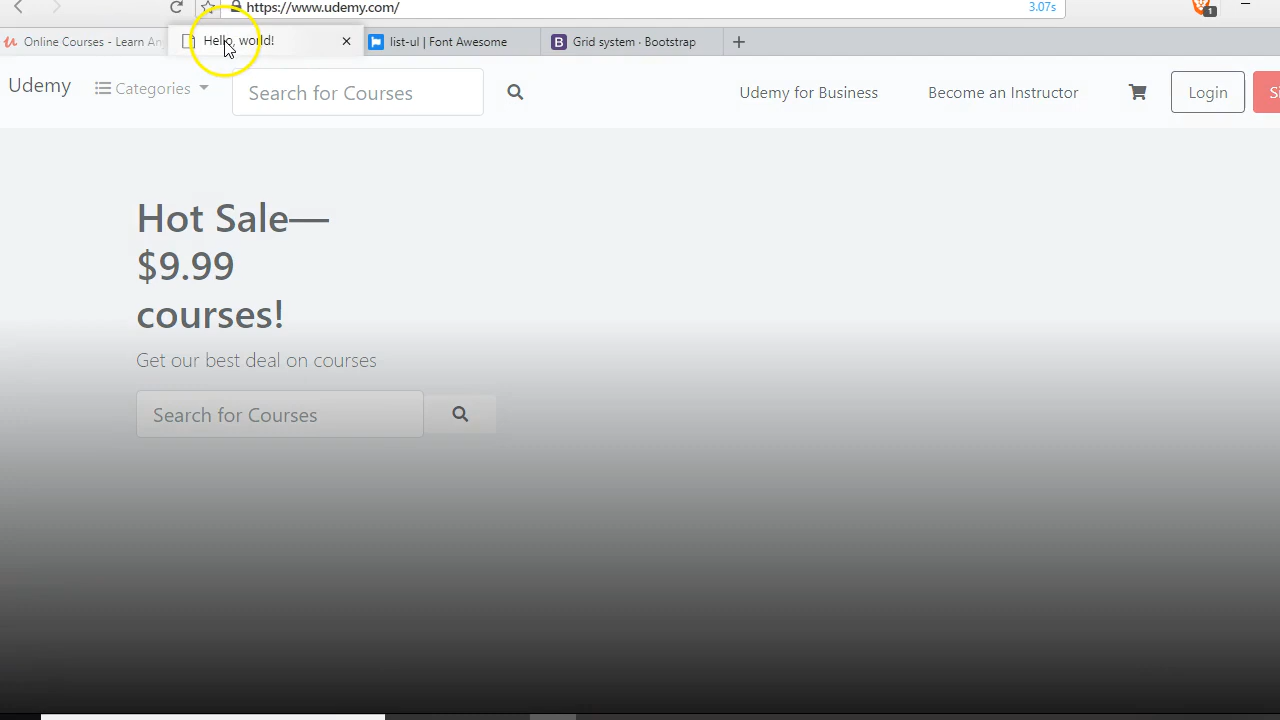 https://www.udemy.com/
3.07s
1
Online Courses - Learn An
Hello, world!
list-ul | Font Awesome
B
Grid system · Bootstrap
Udemy
Categories
Search for Courses
Udemy for Business
Become an Instructor
Login
Si
Hot Sale—
$9.99
courses!
Get our best deal on courses
Search for Courses